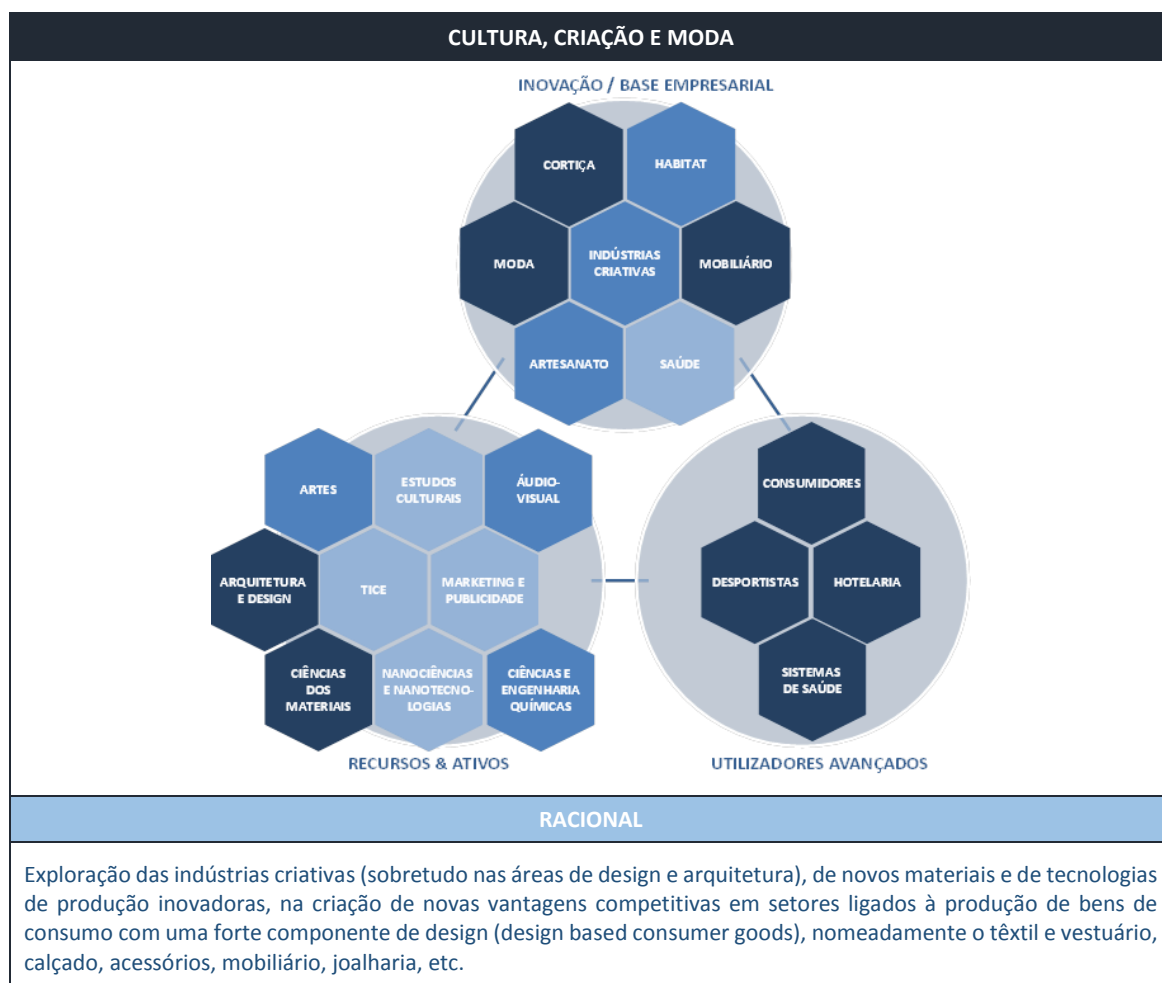 CULTURA, CRIAÇÃO E MODA
INOVAÇÃO / BASE EMPRESARIAL
CORTIÇA
HABITAT
MODA
INDÚSTRIAS
CRIATIVAS
MOBILIÁRIO
ARTESANATO
SAÚDE
ARTES
ESTUDOS
CULTURAIS
ÁUDIO-
VISUAL
ARQUITETURA
E DESIGN
TICE
MARKETING E
PUBLICIDADE
CIÊNCIAS
DOS
MATERIAIS
NANOCIÊNCIAS
E NANOTECNO-
LOGIAS
CIÊNCIAS E
ENGENHARIA
QUÍMICAS
RECURSOS & ATIVOS
CONSUMIDORES
DESPORTISTAS
HOTELARIA
SISTEMAS
DE SAÚDE
UTILIZADORES AVANÇADOS
RACIONAL
Exploração das indústrias criativas (sobretudo nas áreas de design e arquitetura), de novos materiais e de tecnologias
de produção inovadoras, na criação de novas vantagens competitivas em setores ligados à produção de bens de
consumo com uma forte componente de design (design based consumer goods), nomeadamente o têxtil e vestuário,
calçado, acessórios, mobiliário, joalharia, etc.